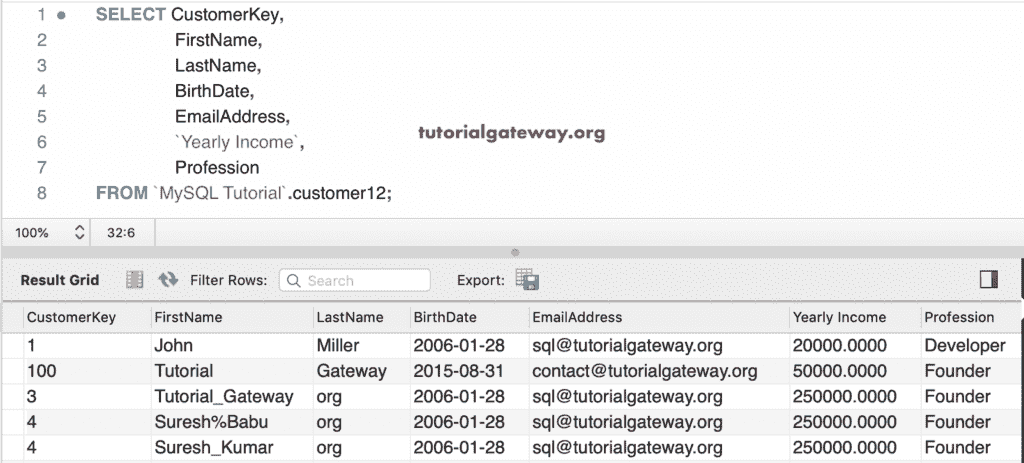 1 SELECT CustomerKey,
2 FirstName,
3 LastName,
4 BirthDate,
5 EmailAddress,
6 `Yearly Income`,
7 Profession
8 FROM `MySQL Tutorial`.customer12;
tutorialgateway.org
100% 32:6
Result Grid Filter Rows: Search Export:
CustomerKey FirstName LastName BirthDate EmailAddress Yearly Income Profession
1 John Miller 2006-01-28 sql@tutorialgateway.org 20000.0000 Developer
100 Tutorial Gateway 2015-08-31 contact@tutorialgateway.org 50000.0000 Founder
3 Tutorial_Gateway org 2006-01-28 sql@tutorialgateway.org 250000.0000 Founder
4 Suresh%Babu org 2006-01-28 sql@tutorialgateway.org 250000.0000 Founder
4 Suresh_Kumar org 2006-01-28 sql@tutorialgateway.org 250000.0000 Founder